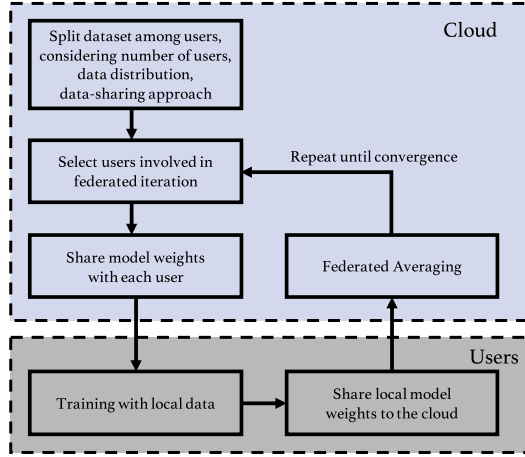 Cloud
Split dataset among users,
considering number of users,
data distribution,
data-sharing approach
Select users involved in
federated iteration
Repeat until convergence
Share model weights
with each user
Federated Averaging
Users
Training with local data
Share local model
weights to the cloud